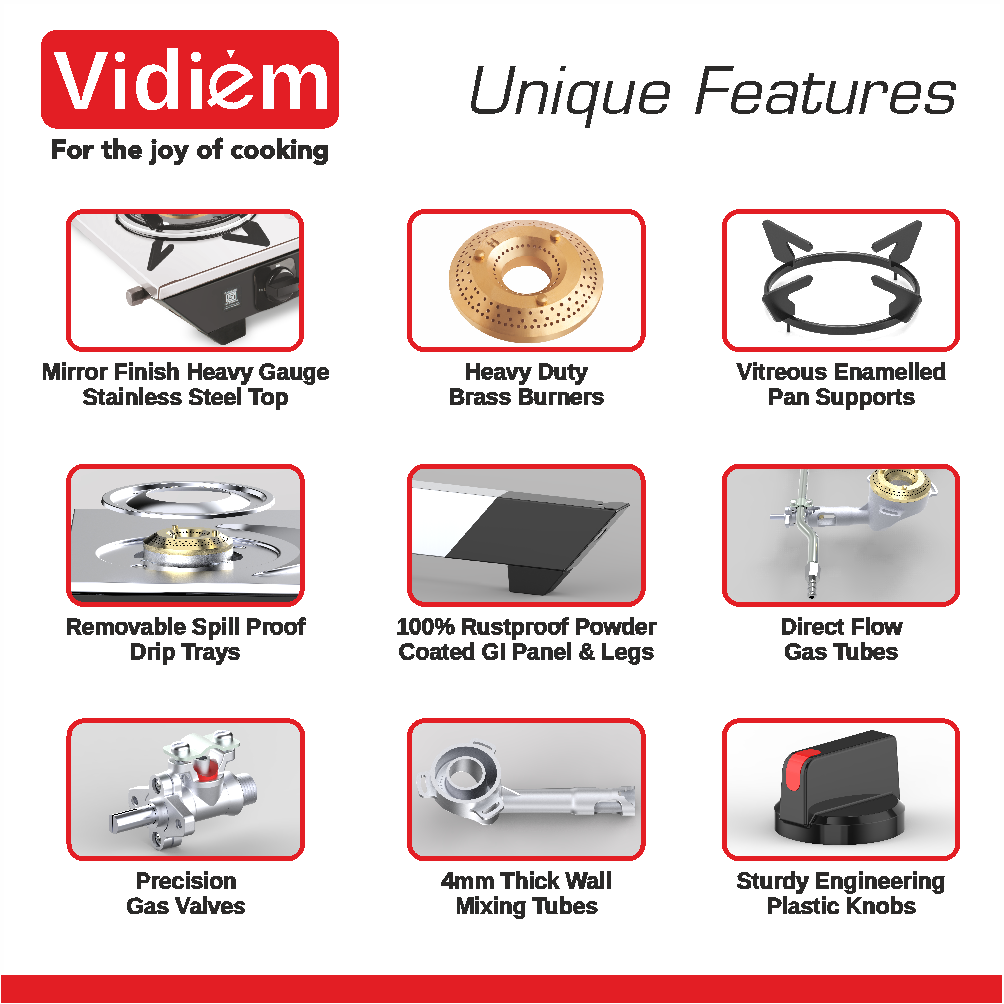 Vidiem
For the joy of cooking
Unique Features
Mirror Finish Heavy Gauge
Stainless Steel Top
Heavy Duty
Brass Burners
Vitreous Enamelled
Pan Supports
Removable Spill Proof
Drip Trays
100% Rustproof Powder
Coated GI Panel & Legs
Direct Flow
Gas Tubes
Precision
Gas Valves
4mm Thick Wall
Mixing Tubes
Sturdy Engineering
Plastic Knobs